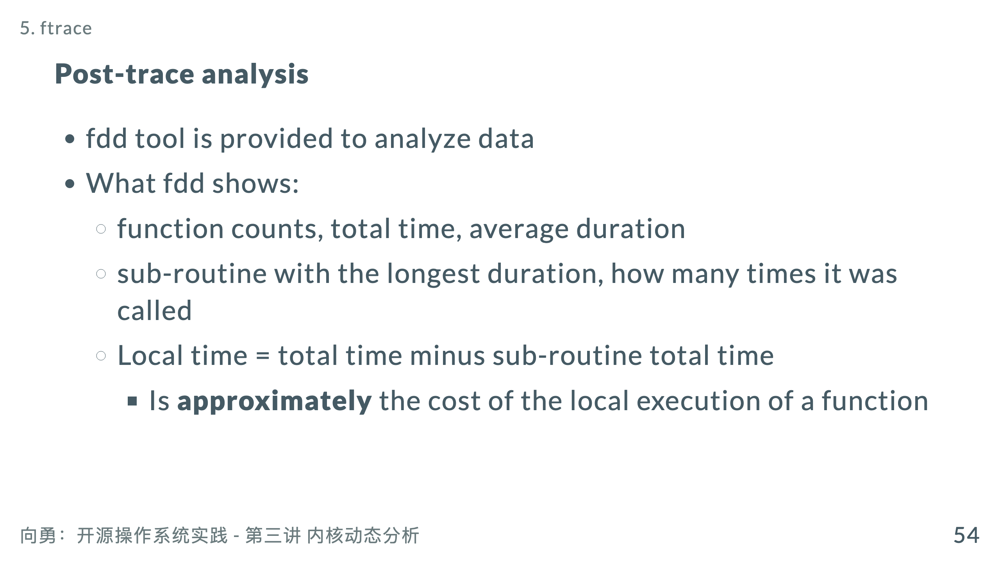 5. ftrace
Post-trace analysis
fdd tool is provided to analyze data
What fdd shows:
function counts, total time, average duration
sub-routine with the longest duration, how many times it was
called
Local time = total time minus sub-routine total time
Is approximately the cost of the local execution of a function
向勇：开源操作系统实践 - 第三讲 内核动态分析
54